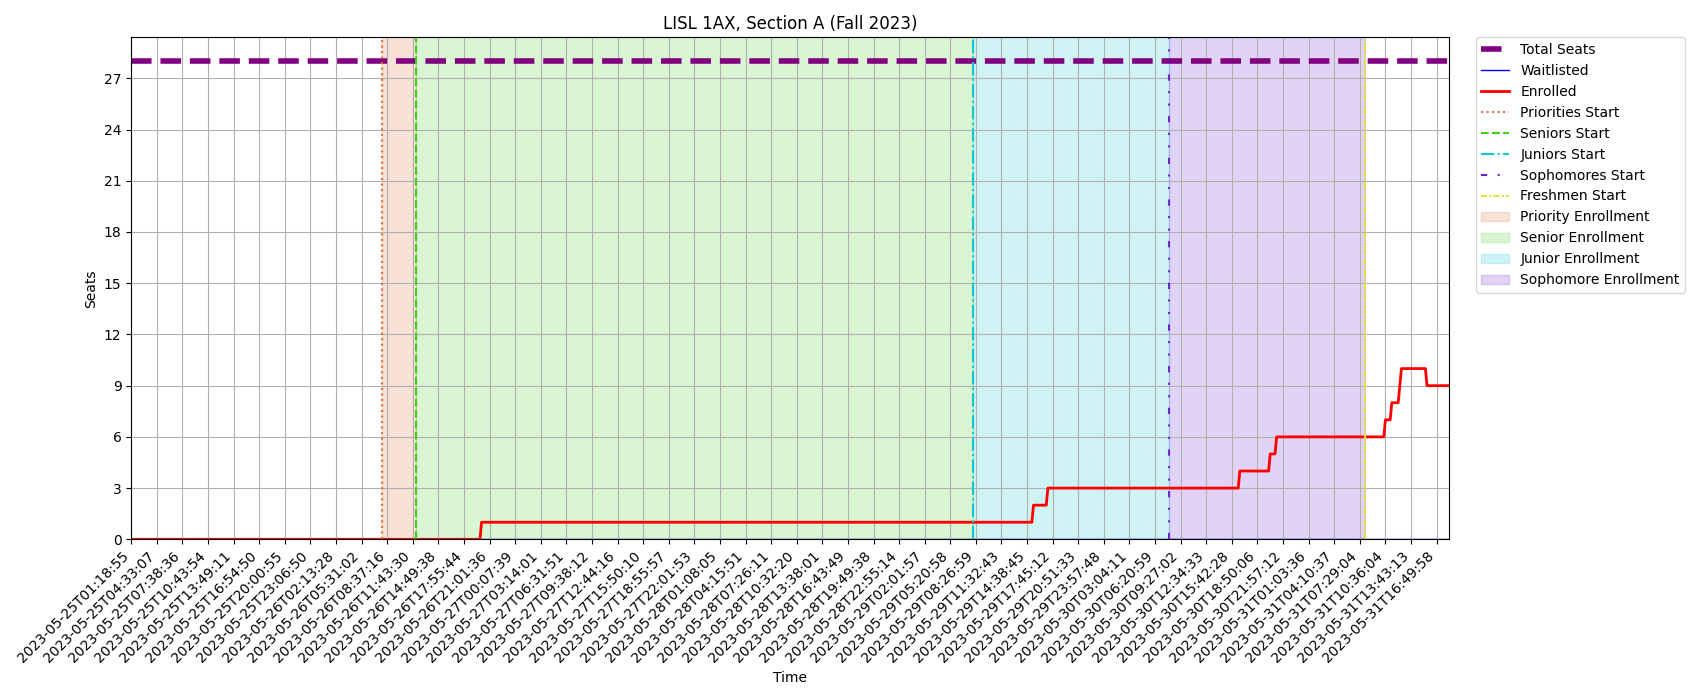 LISL 1AX, Section A (Fall 2023)
Seats
27
24
21
18
15
12
9
6
3
0
2023-05-25T01:18:55
2023-05-25T04:33:07
2023-05-25T07:38:36
2023-05-25T10:43:54
2023-05-25T13:49:11
2023-05-25T16:54:50
2023-05-25T20:00:55
2023-05-25T23:06:50
2023-05-26T02:13:28
2023-05-26T05:31:02
2023-05-26T08:37:16
2023-05-26T11:43:30
2023-05-26T14:49:38
2023-05-26T17:55:44
2023-05-26T21:01:36
2023-05-27T00:07:39
2023-05-27T03:14:01
2023-05-27T06:31:51
2023-05-27T09:38:12
2023-05-27T12:44:16
2023-05-27T15:50:10
2023-05-27T18:55:57
2023-05-27T22:01:53
2023-05-28T01:08:05
2023-05-28T04:15:51
2023-05-28T07:26:11
2023-05-28T10:32:20
2023-05-28T13:38:01
2023-05-28T16:43:49
2023-05-28T19:49:38
2023-05-28T22:55:14
2023-05-29T02:01:57
2023-05-29T05:20:58
2023-05-29T08:26:59
2023-05-29T11:32:43
2023-05-29T14:38:45
2023-05-29T17:45:12
2023-05-29T20:51:33
2023-05-29T23:57:48
2023-05-30T03:04:11
2023-05-30T06:20:59
2023-05-30T09:27:02
2023-05-30T12:34:33
2023-05-30T15:42:28
2023-05-30T18:50:06
2023-05-30T21:57:12
2023-05-31T01:03:36
2023-05-31T04:10:37
2023-05-31T07:29:04
2023-05-31T10:36:04
2023-05-31T13:43:13
2023-05-31T16:49:58
Time
Total Seats
Waitlisted
Enrolled
Priorities Start
Seniors Start
Juniors Start
Sophomores Start
Freshmen Start
Priority Enrollment
Senior Enrollment
Junior Enrollment
Sophomore Enrollment